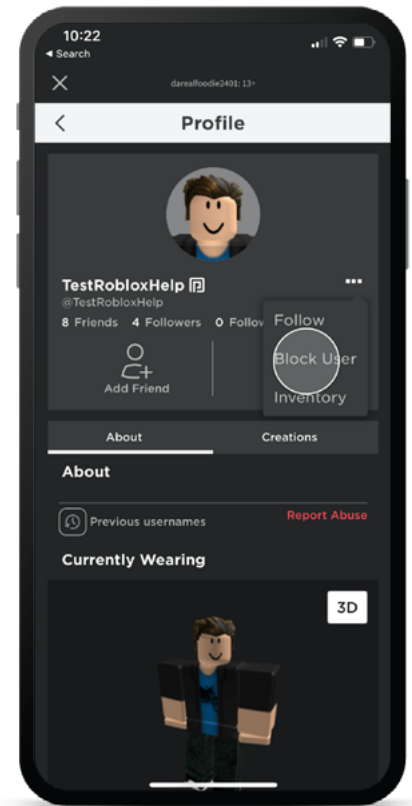 10:22
◀ Search
darealfoodie2401: 13+
Profile
TestRobloxHelp
@TestRobloxHelp
8 Friends 4 Followers 0 Follow
Follow
Block User
Inventory
Add Friend
About Creations
About
Previous usernames Report Abuse
Currently Wearing
3D